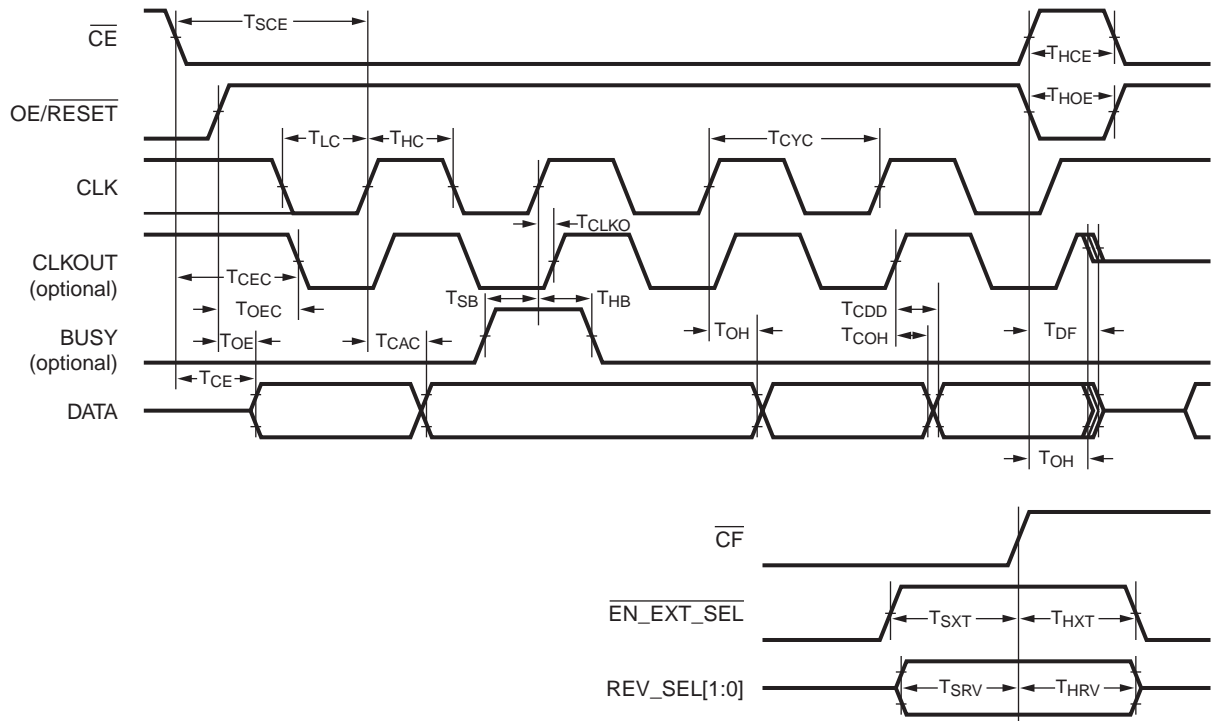 CE
TSCE
THCE
OE/RESET
THOE
TLC
THC
TCYC
CLK
TCLKO
CLKOUT
(optional)
TCEC
TSB
THB
TOEC
TCDD
BUSY
(optional)
TOE
TCAC
TOH
TCOH
TDF
TCE
DATA
TOH
CF
EN_EXT_SEL
TSXT
THXT
REV_SEL[1:0]
TSRV
THRV